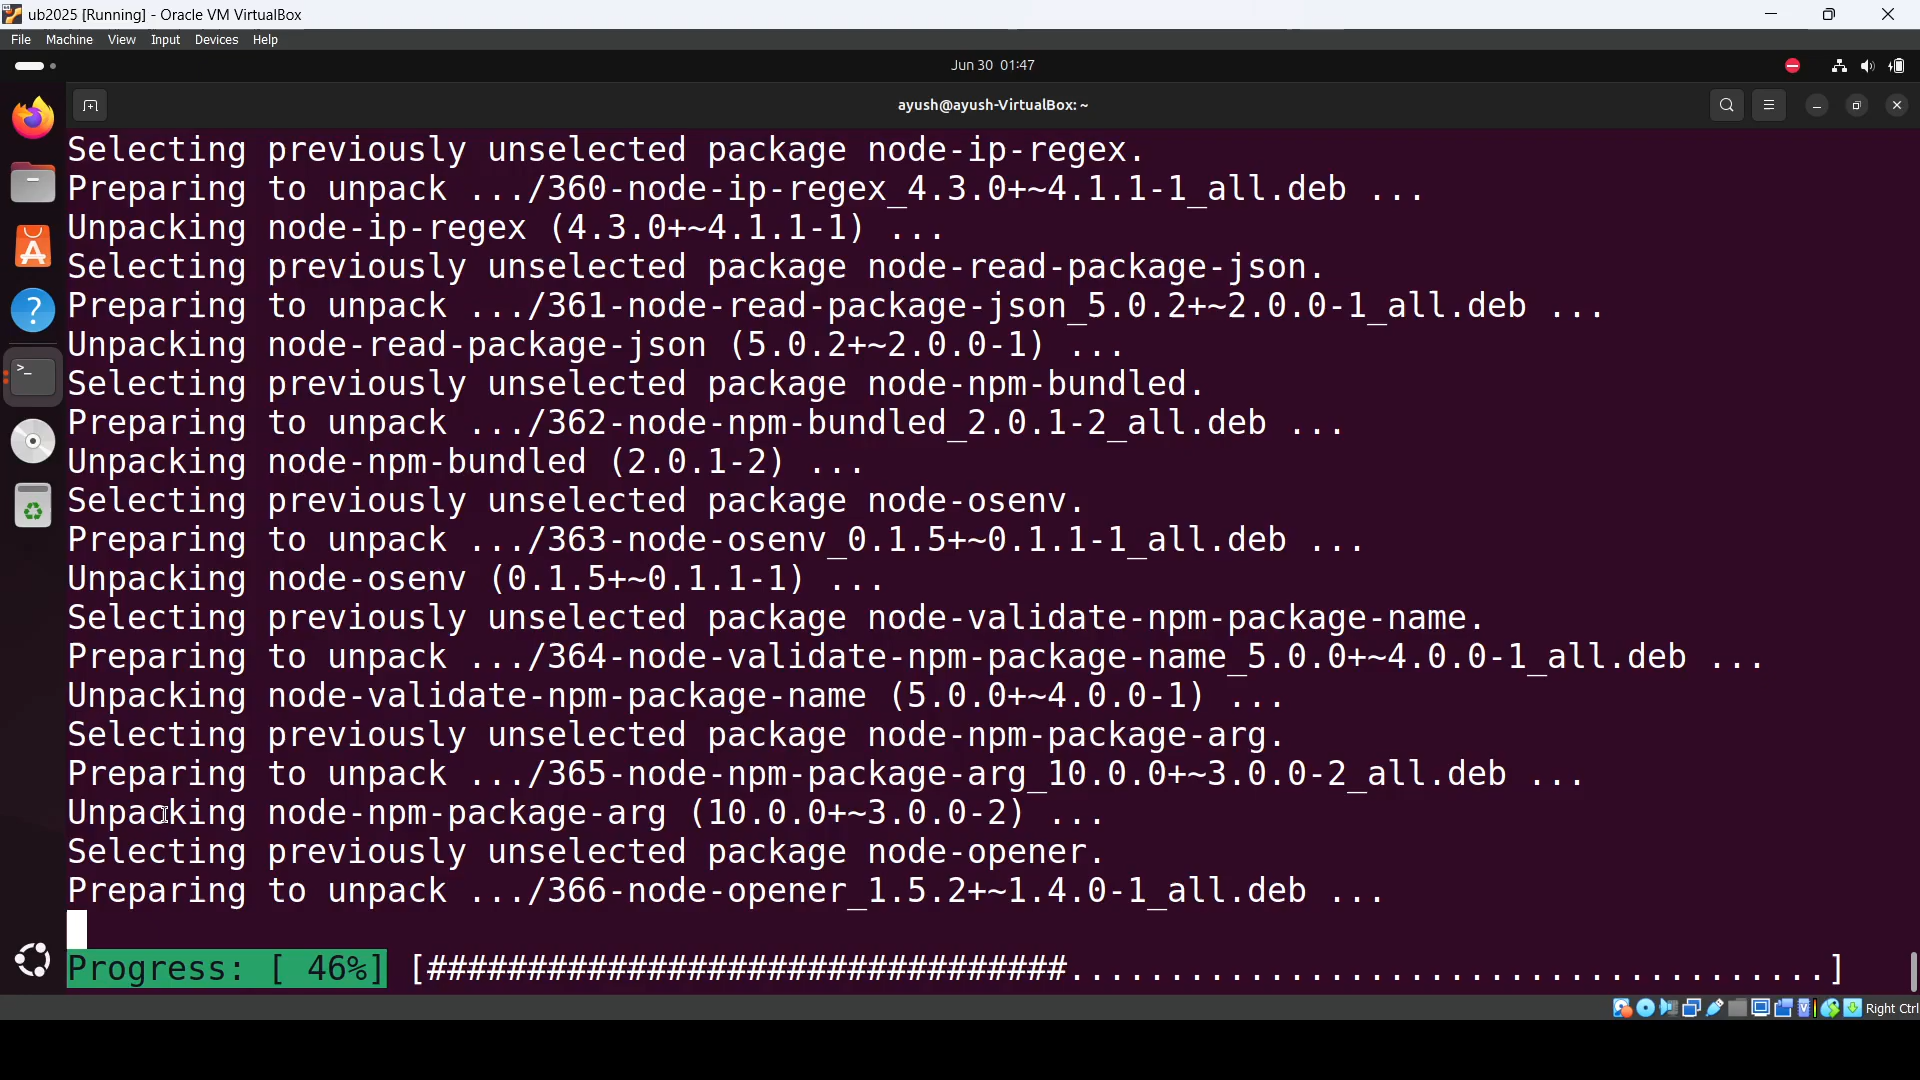 ub2025 [Running] - Oracle VM VirtualBox
File Machine View Input Devices Help
Jun 30 01:47
ayush@ayush-VirtualBox: ~
Selecting previously unselected package node-ip-regex.
Preparing to unpack .../360-node-ip-regex_4.3.0+~4.1.1-1_all.deb ...
Unpacking node-ip-regex (4.3.0+~4.1.1-1) ...
Selecting previously unselected package node-read-package-json.
Preparing to unpack .../361-node-read-package-json_5.0.2+~2.0.0-1_all.deb ...
Unpacking node-read-package-json (5.0.2+~2.0.0-1) ...
Selecting previously unselected package node-npm-bundled.
Preparing to unpack .../362-node-npm-bundled_2.0.1-2_all.deb ...
Unpacking node-npm-bundled (2.0.1-2) ...
Selecting previously unselected package node-osenv.
Preparing to unpack .../363-node-osenv_0.1.5+~0.1.1-1_all.deb ...
Unpacking node-osenv (0.1.5+~0.1.1-1) ...
Selecting previously unselected package node-validate-npm-package-name.
Preparing to unpack .../364-node-validate-npm-package-name_5.0.0+~4.0.0-1_all.deb ...
Unpacking node-validate-npm-package-name (5.0.0+~4.0.0-1) ...
Selecting previously unselected package node-npm-package-arg.
Preparing to unpack .../365-node-npm-package-arg_10.0.0+~3.0.0-2_all.deb ...
Unpacking node-npm-package-arg (10.0.0+~3.0.0-2) ...
Selecting previously unselected package node-opener.
Preparing to unpack .../366-node-opener_1.5.2+~1.4.0-1_all.deb ...
Progress: [ 46%] [################################......................................]
Right Ctrl